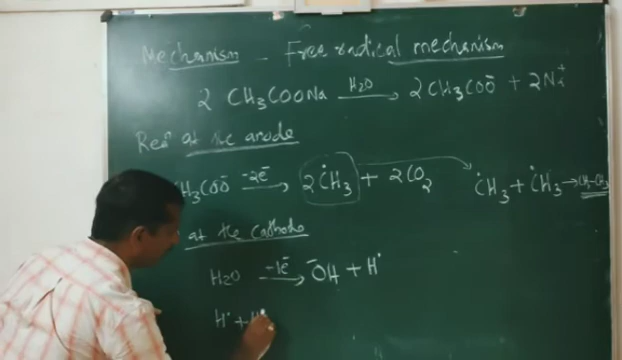 Mechanism - Free radical mechanism
2 CH3COONa H2O → 2 CH3COO- + 2Na+
at the anode
H3COO- -2e- → 2ĊH3 + 2CO2 ĊH3 + ĊH3 → CH3-CH3
at the cathode
H2O -1e- → -OH + H•
H• + H•